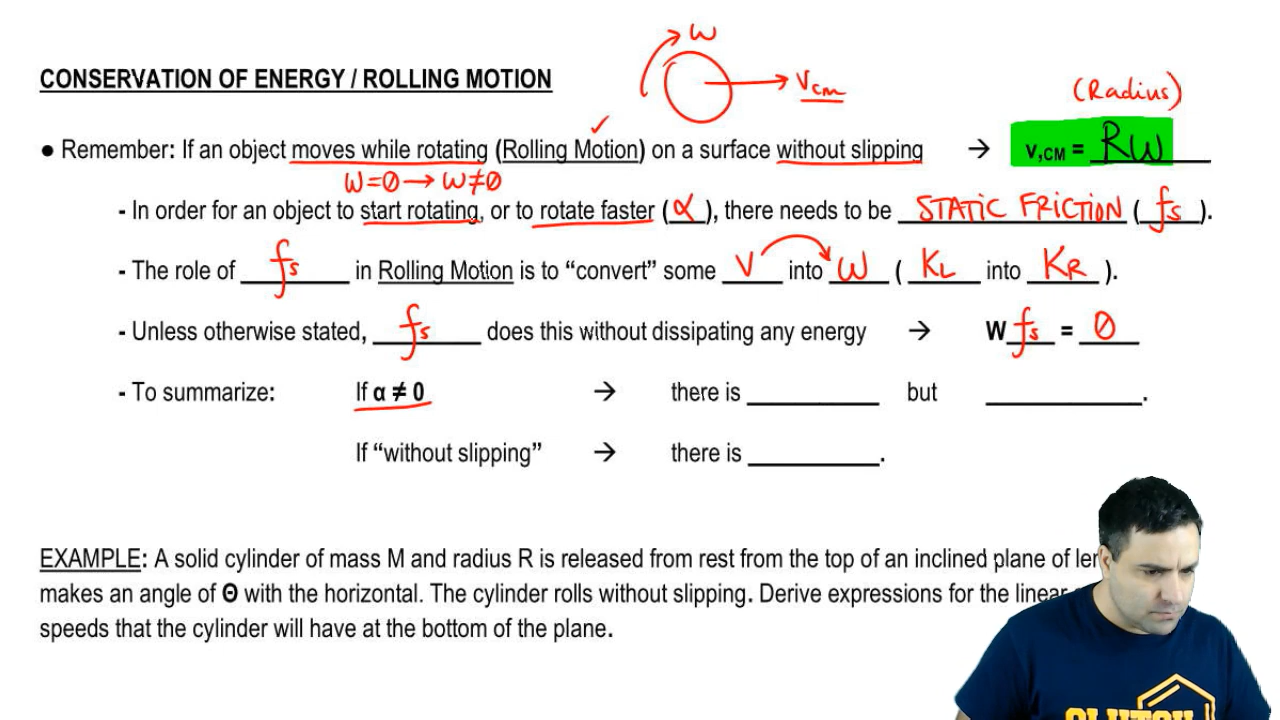 ω
CONSERVATION OF ENERGY / ROLLING MOTION
vcm
(Radius)
● Remember: If an object moves while rotating (Rolling Motion) on a surface without slipping → v,CM = Rω
ω=0 → ω≠0
- In order for an object to start rotating, or to rotate faster (α), there needs to be STATIC FRICTION (fs).
- The role of fs in Rolling Motion is to “convert” some v into ω ( KL into KR ).
- Unless otherwise stated, fs does this without dissipating any energy → W fs = 0
- To summarize: If α ≠ 0 → there is ________ but ________.
If “without slipping” → there is ________.
EXAMPLE: A solid cylinder of mass M and radius R is released from rest from the top of an inclined plane of
makes an angle of Θ with the horizontal. The cylinder rolls without slipping. Derive expressions for the linear
speeds that the cylinder will have at the bottom of the plane.